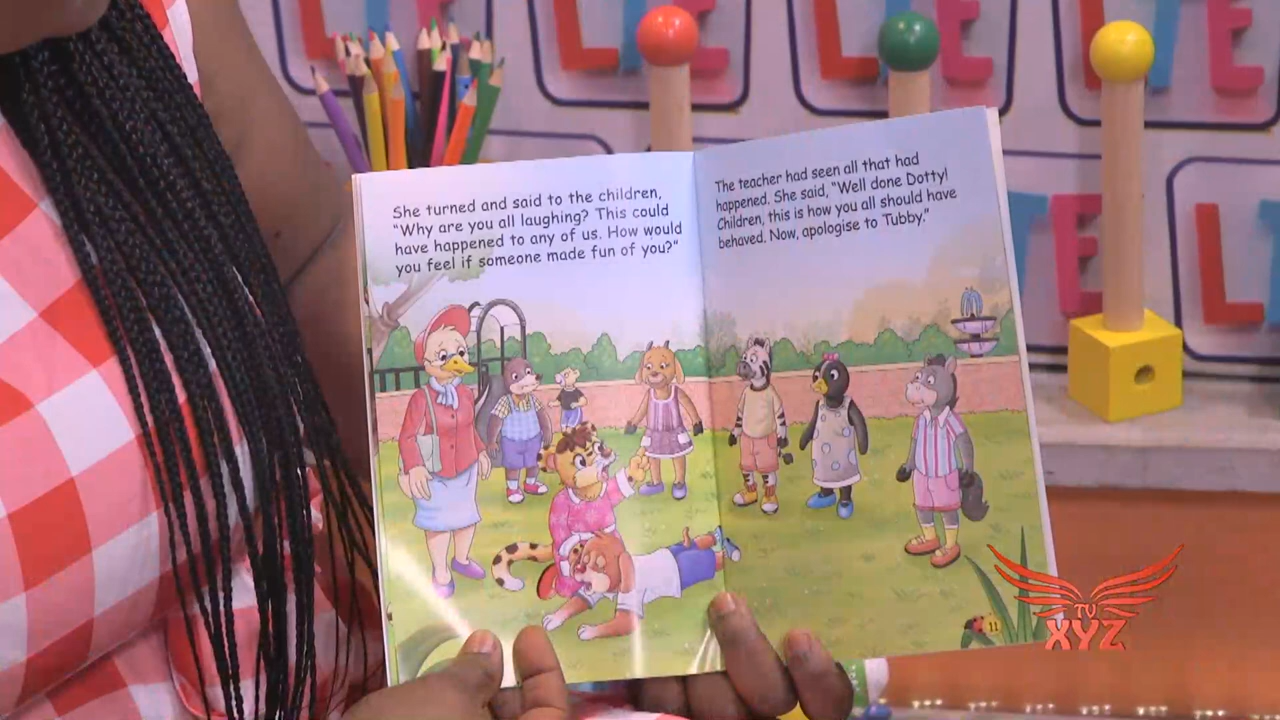 She turned and said to the children,
"Why are you all laughing? This could
have happened to any of us. How would
you feel if someone made fun of you?"
The teacher had seen all that had
happened. She said, "Well done Dotty!
Children, this is how you all should have
behaved. Now, apologise to Tubby."
11
TV
XYZ